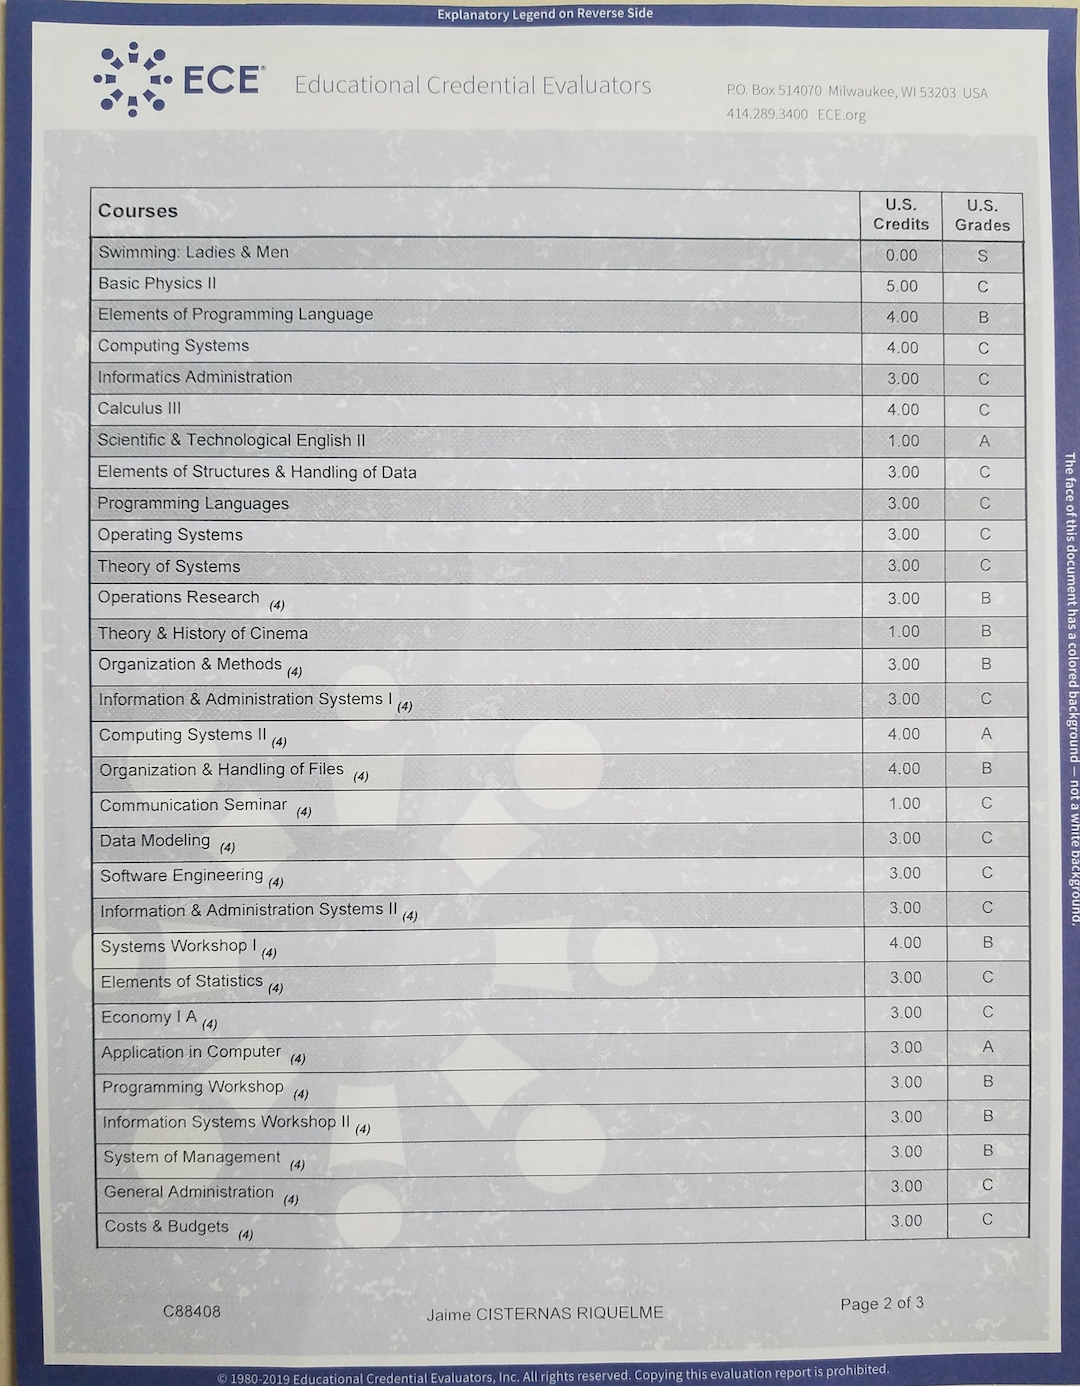 Explanatory Legend on Reverse Side
ECE®
Educational Credential Evaluators
P.O. Box 514070 Milwaukee, WI 53203 USA
414.289.3400 ECE.org
Courses U.S. Credits U.S. Grades
Swimming: Ladies & Men 0.00 S
Basic Physics II 5.00 C
Elements of Programming Language 4.00 B
Computing Systems 4.00 C
Informatics Administration 3.00 C
Calculus III 4.00 C
Scientific & Technological English II 1.00 A
Elements of Structures & Handling of Data 3.00 C
Programming Languages 3.00 C
Operating Systems 3.00 C
Theory of Systems 3.00 C
Operations Research (4) 3.00 B
Theory & History of Cinema 1.00 B
Organization & Methods (4) 3.00 B
Information & Administration Systems I (4) 3.00 C
Computing Systems II (4) 4.00 A
Organization & Handling of Files (4) 4.00 B
Communication Seminar (4) 1.00 C
Data Modeling (4) 3.00 C
Software Engineering (4) 3.00 C
Information & Administration Systems II (4) 3.00 C
Systems Workshop I (4) 4.00 B
Elements of Statistics (4) 3.00 C
Economy I A (4) 3.00 C
Application in Computer (4) 3.00 A
Programming Workshop (4) 3.00 B
Information Systems Workshop II (4) 3.00 B
System of Management (4) 3.00 B
General Administration (4) 3.00 C
Costs & Budgets (4) 3.00 C
C88408 Jaime CISTERNAS RIQUELME Page 2 of 3
© 1980-2019 Educational Credential Evaluators, Inc. All rights reserved. Copying this evaluation report is prohibited.
The face of this document has a colored background — not a white background.